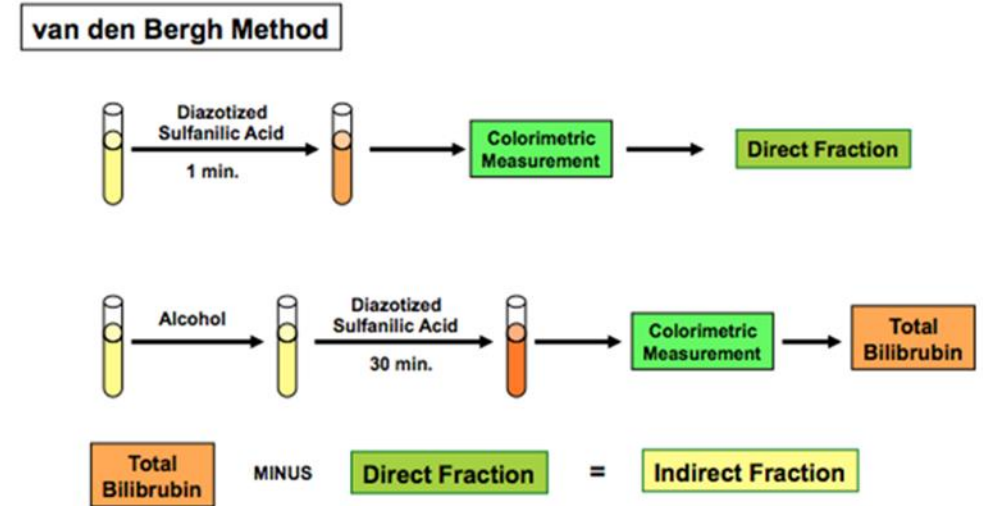 van den Bergh Method
Diazotized
Sulfanilic Acid
1 min.
Colorimetric
Measurement
Direct Fraction
Alcohol
Diazotized
Sulfanilic Acid
30 min.
Colorimetric
Measurement
Total
Bilibrubin
Total
Bilibrubin
MINUS
Direct Fraction
=
Indirect Fraction